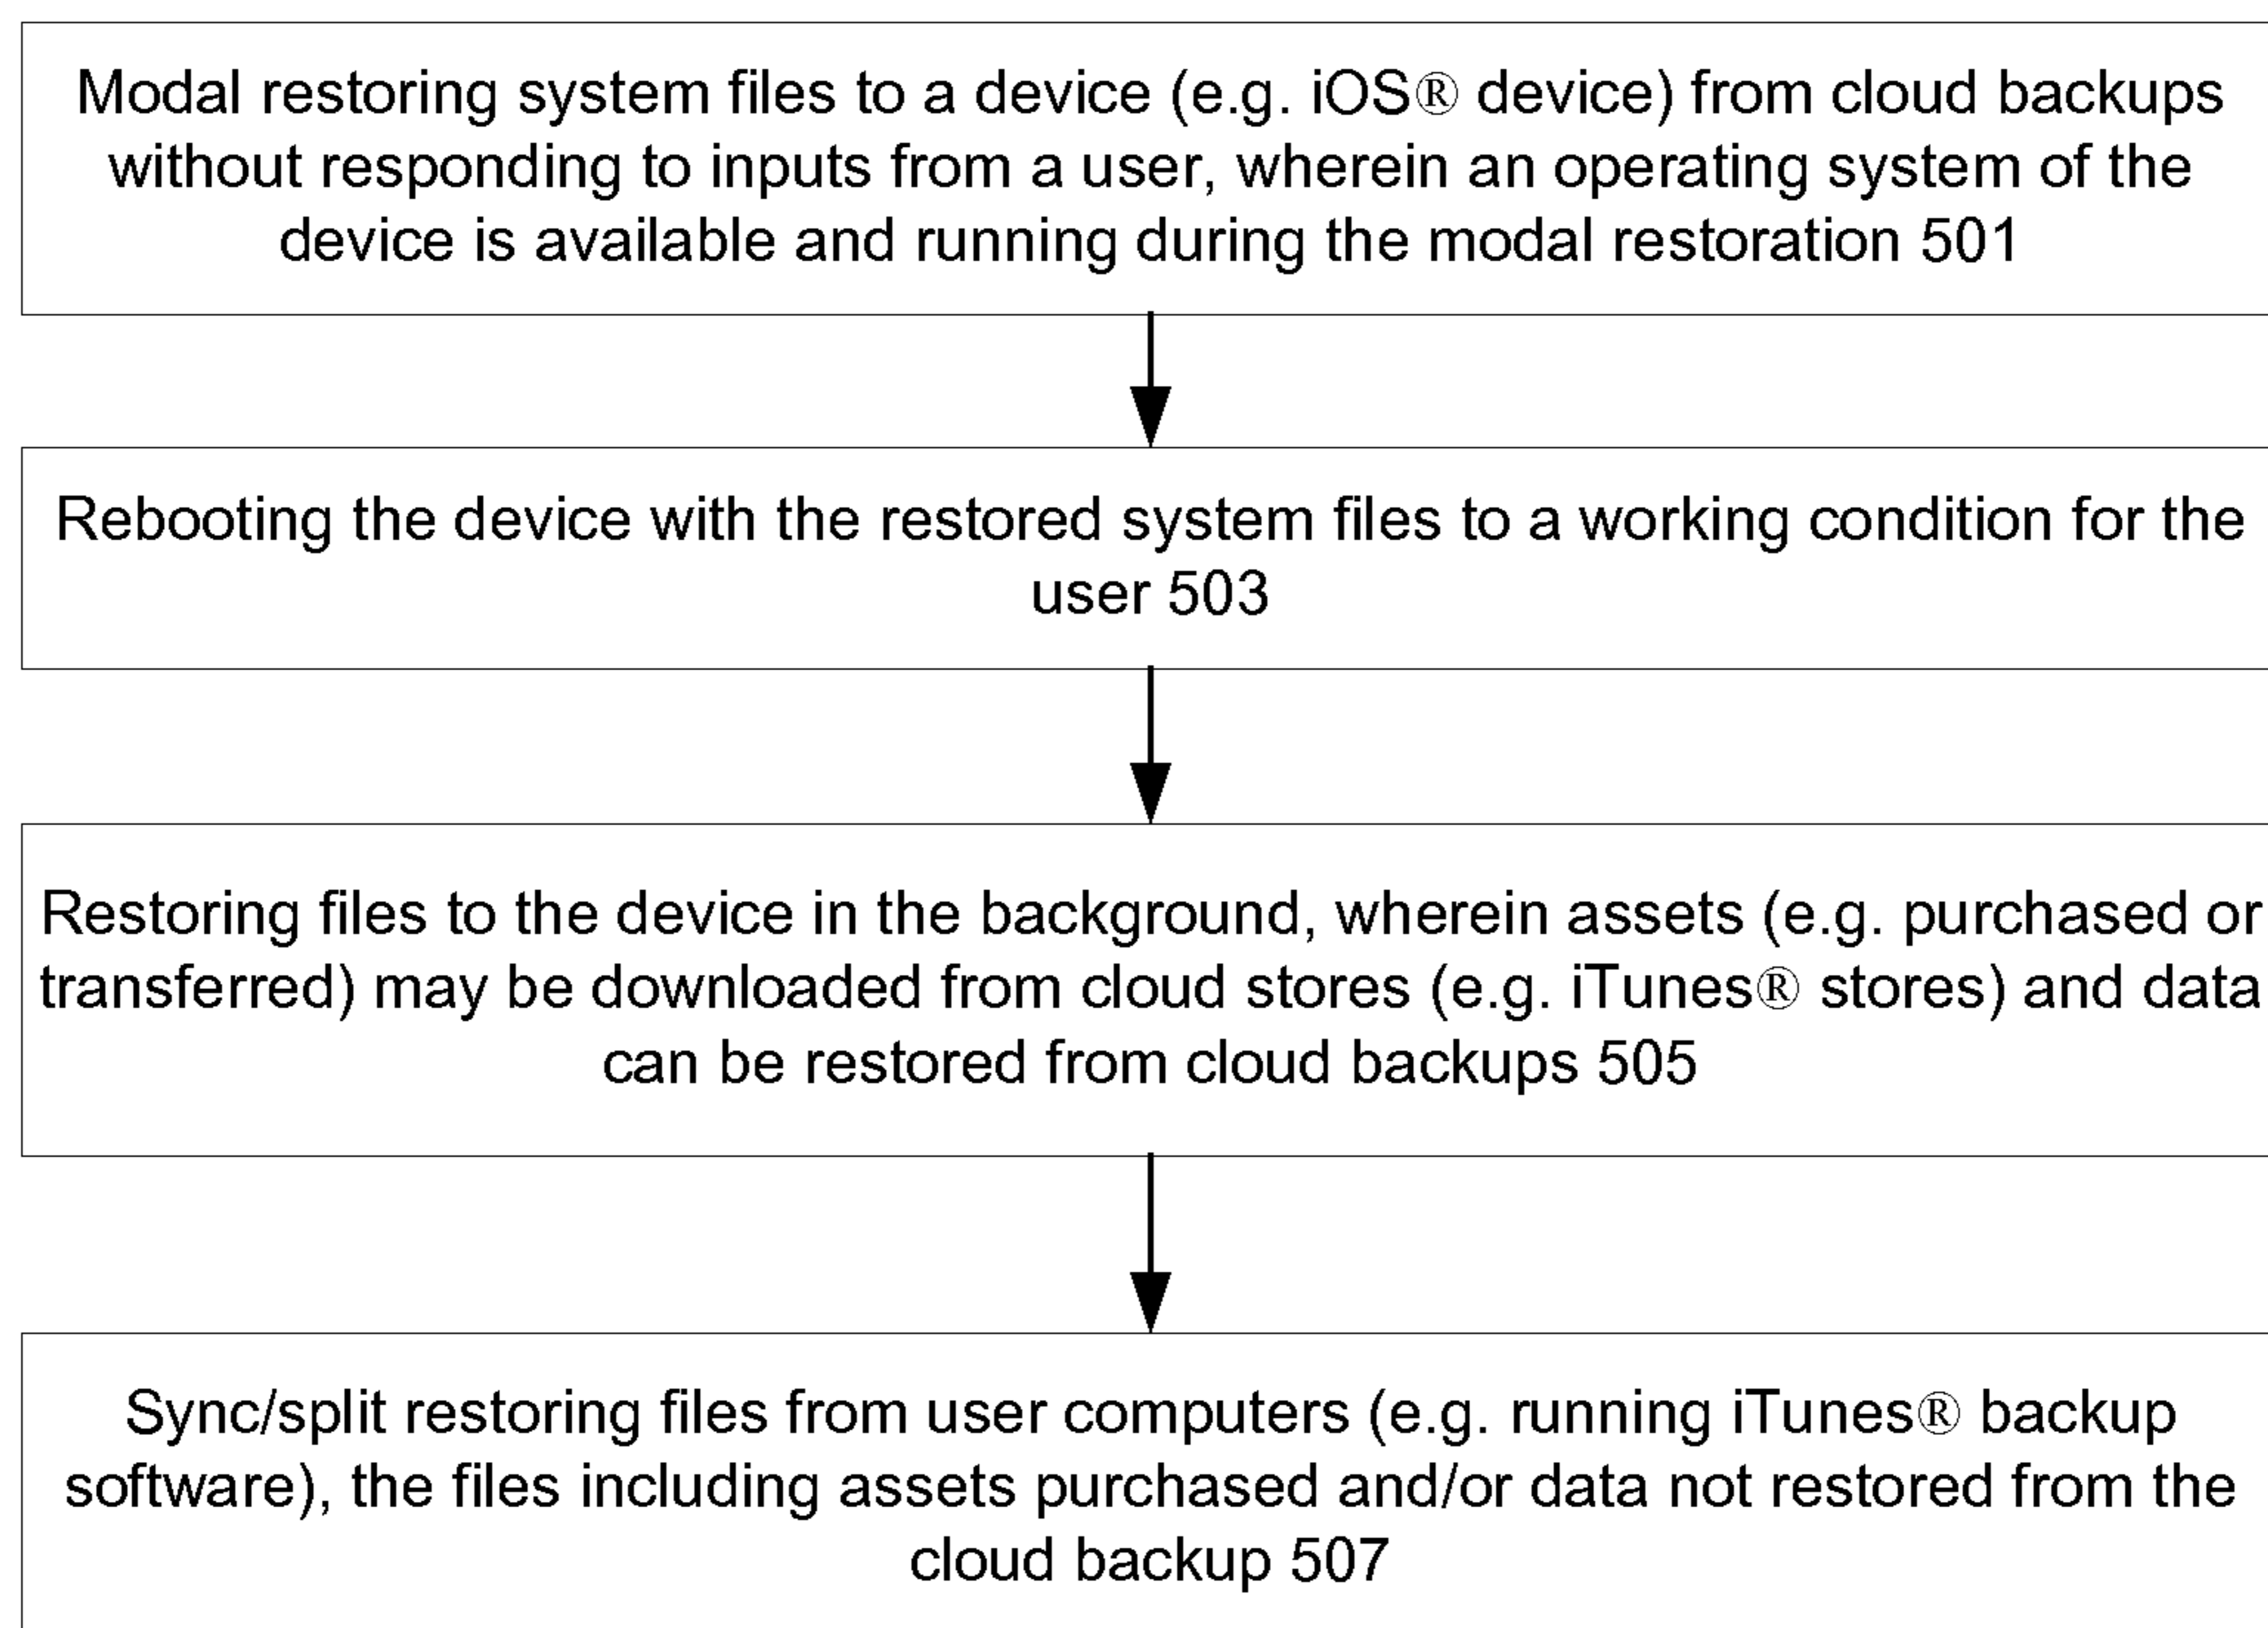 Modal restoring system files to a device (e.g. iOS® device) from cloud backups
without responding to inputs from a user, wherein an operating system of the
device is available and running during the modal restoration 501
Rebooting the device with the restored system files to a working condition for the
user 503
Restoring files to the device in the background, wherein assets (e.g. purchased or
transferred) may be downloaded from cloud stores (e.g. iTunes® stores) and data
can be restored from cloud backups 505
Sync/split restoring files from user computers (e.g. running iTunes® backup
software), the files including assets purchased and/or data not restored from the
cloud backup 507